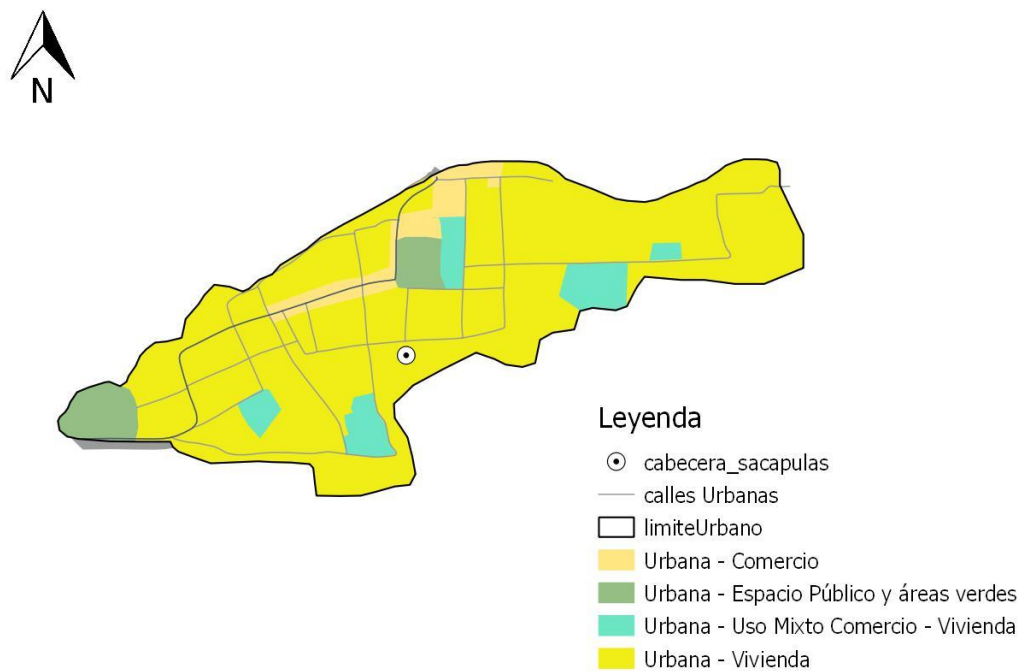 N
Leyenda
cabecera_sacapulas
calles Urbanas
limiteUrbano
Urbana - Comercio
Urbana - Espacio Público y áreas verdes
Urbana - Uso Mixto Comercio - Vivienda
Urbana - Vivienda